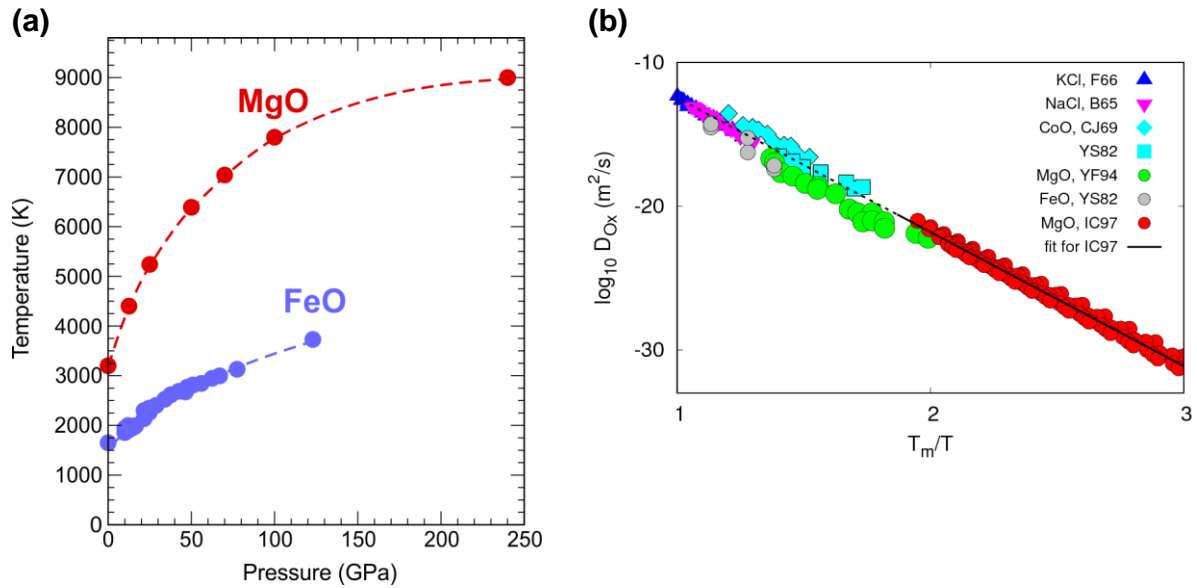 (a)
9000
8000
7000
6000
5000
4000
3000
2000
1000
0
Temperature (K)
MgO
FeO
0 50 100 150 200 250
Pressure (GPa)
(b)
-10
-20
-30
log10 DOx (m2/s)
KCl, F66
NaCl, B65
CoO, CJ69
YS82
MgO, YF94
FeO, YS82
MgO, IC97
fit for IC97
1 2 3
Tm/T